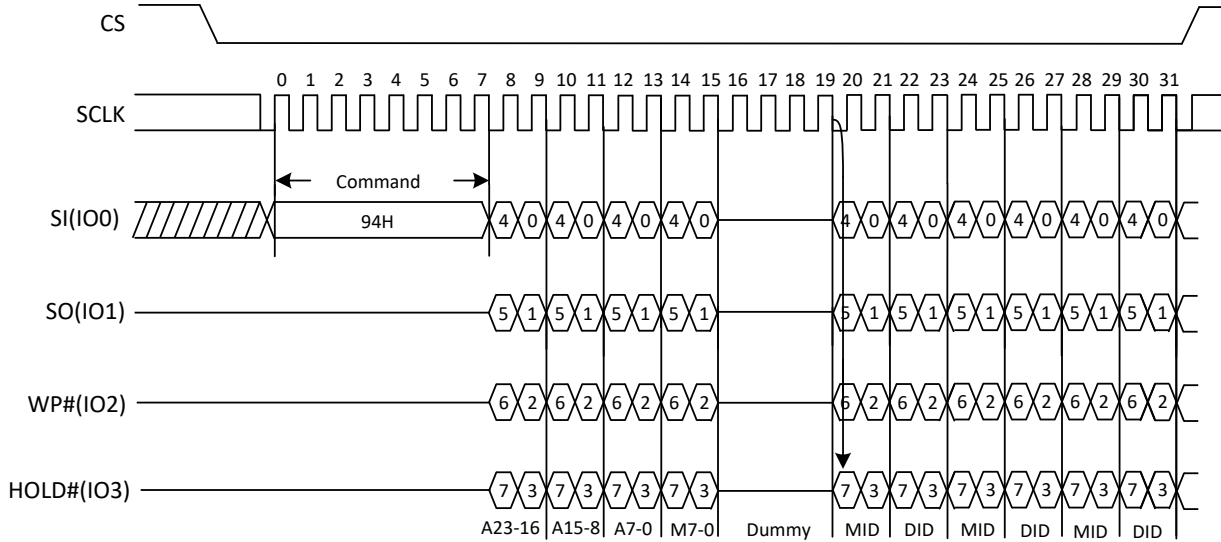 CS
0 1 2 3 4 5 6 7 8 9 10 11 12 13 14 15 16 17 18 19 20 21 22 23 24 25 26 27 28 29 30 31
SCLK
Command
SI(IO0) 94H 4 0 4 0 4 0 4 0 4 0 4 0 4 0 4 0 4 0 4 0
SO(IO1) 5 1 5 1 5 1 5 1 5 1 5 1 5 1 5 1 5 1 5 1
WP#(IO2) 6 2 6 2 6 2 6 2 6 2 6 2 6 2 6 2 6 2 6 2
HOLD#(IO3) 7 3 7 3 7 3 7 3 7 3 7 3 7 3 7 3 7 3 7 3
A23-16 A15-8 A7-0 M7-0 Dummy MID DID MID DID MID DID